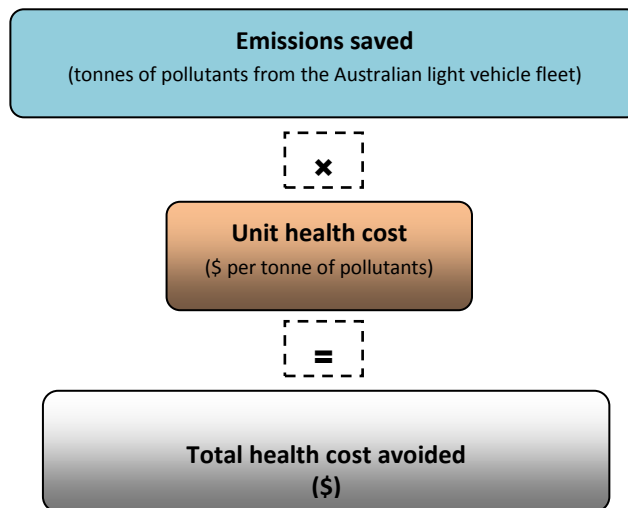 Emissions saved
(tonnes of pollutants from the Australian light vehicle fleet)
×
Unit health cost
($ per tonne of pollutants)
=
Total health cost avoided
($)